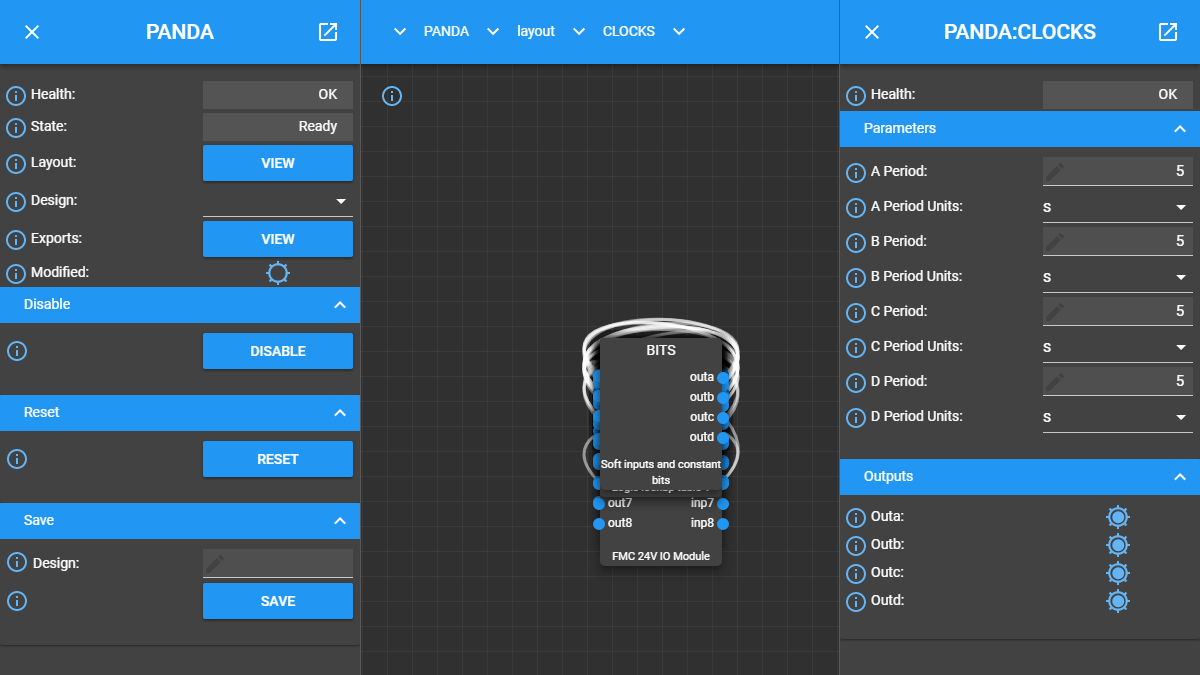 PANDA
Health: OK
State: Ready
Layout: VIEW
Design:
Exports: VIEW
Modified:
Disable
DISABLE
Reset
RESET
Save
Design:
SAVE
PANDA layout CLOCKS
BITS
outa
outb
outc
outd
Soft inputs and constant
bits
out7 inp7
out8 inp8
FMC 24V IO Module
PANDA:CLOCKS
Health: OK
Parameters
A Period: 5
A Period Units: s
B Period: 5
B Period Units: s
C Period: 5
C Period Units: s
D Period: 5
D Period Units: s
Outputs
Outa:
Outb:
Outc:
Outd: